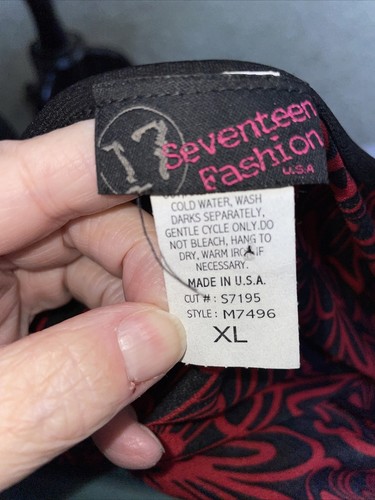 17
Seventeen
Fashion
U.S.A
COLD WATER, WASH
DARKS SEPARATELY,
GENTLE CYCLE ONLY.DO
NOT BLEACH, HANG TO
DRY, WARM IRON IF
NECESSARY.
MADE IN U.S.A.
CUT #: S7195
STYLE: M7496
XL